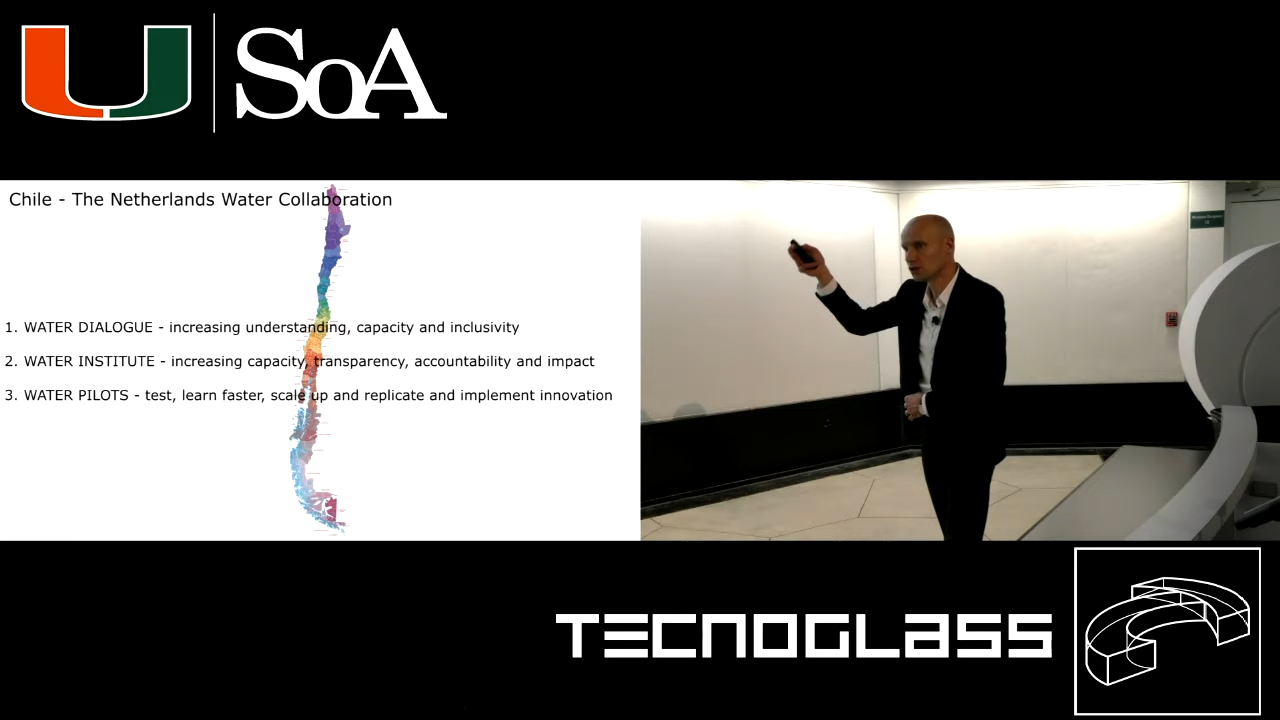 U SoA
Chile - The Netherlands Water Collaboration
1. WATER DIALOGUE - increasing understanding, capacity and inclusivity
2. WATER INSTITUTE - increasing capacity, transparency, accountability and impact
3. WATER PILOTS - test, learn faster, scale up and replicate and implement innovation
TECNOGLASS